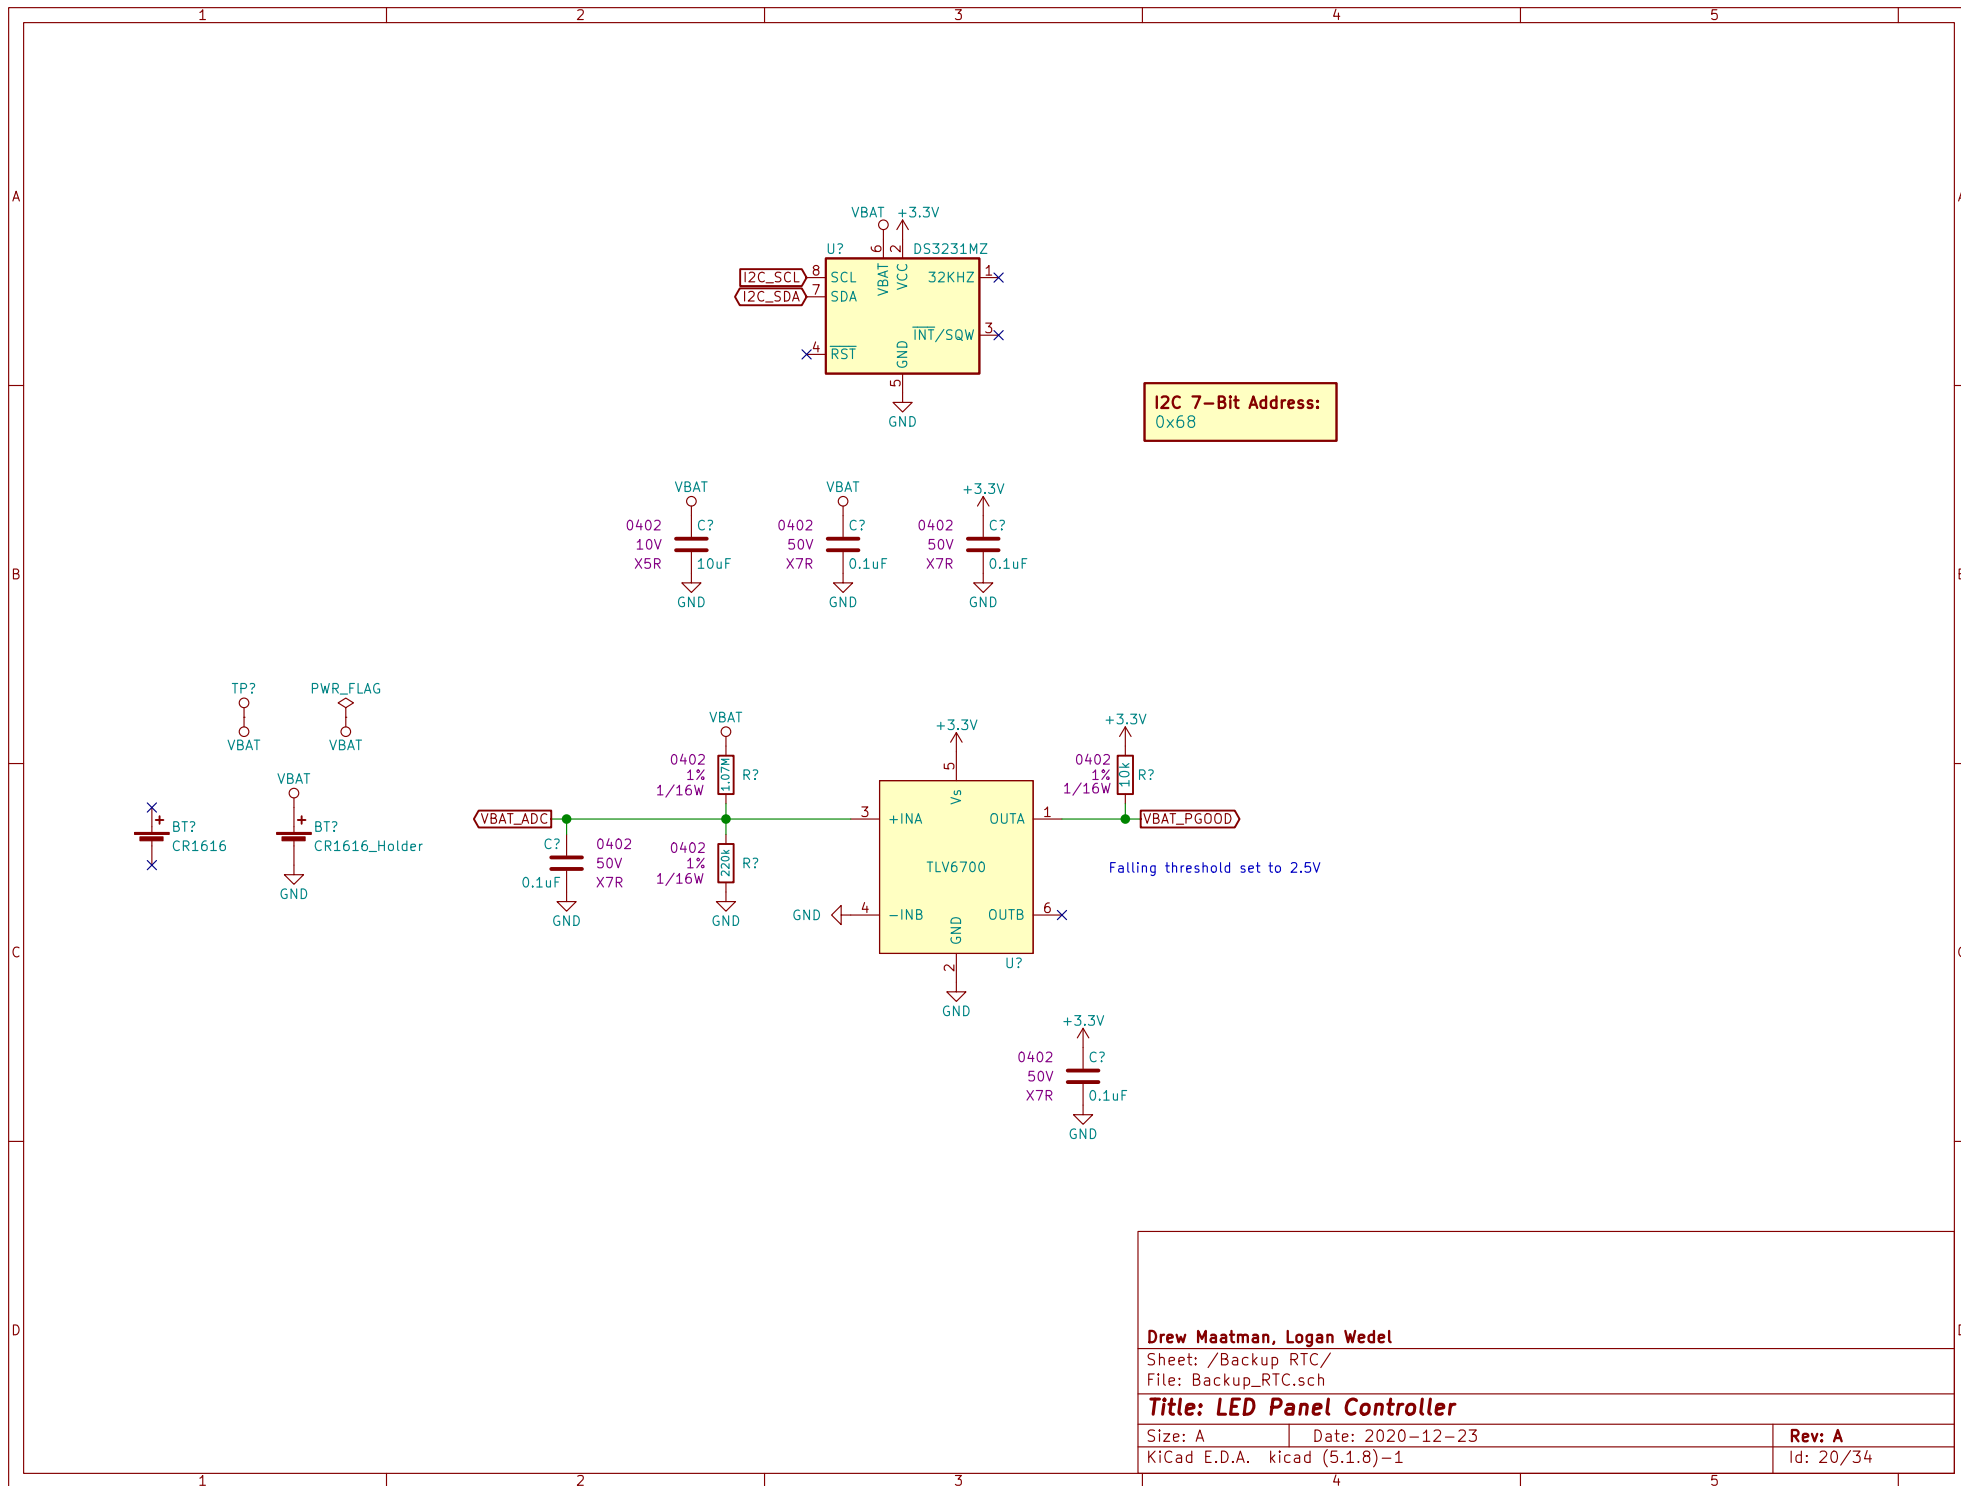 1 2 3 4 5
A
VBAT +3.3V
U? DS3231MZ
6 2
I2C_SCL 8 SCL VBAT VCC 32KHZ 1
I2C_SDA 7 SDA
INT/SQW 3
4 RST GND
5
GND
I2C 7-Bit Address:
0x68
VBAT VBAT +3.3V
0402 C? 0402 C? 0402 C?
10V 50V 50V
B
X5R 10uF X7R 0.1uF X7R 0.1uF
GND GND GND
TP? PWR_FLAG
VBAT VBAT
VBAT +3.3V +3.3V
0402 1.07M R?
1%
1/16W
5 Vs
0402 10k R?
1%
1/16W
VBAT
+ BT?
CR1616
+ BT?
CR1616_Holder
GND
VBAT_ADC 3 +INA OUTA 1 VBAT_PGOOD
C? 0402
50V
0.1uF X7R
GND
0402 220k R?
1%
1/16W
GND
TLV6700
Falling threshold set to 2.5V
GND 4 -INB GND OUTB 6
U?
2
GND
C
+3.3V
0402 C?
50V
X7R 0.1uF
GND
D
Drew Maatman, Logan Wedel
Sheet: /Backup RTC/
File: Backup_RTC.sch
Title: LED Panel Controller
Size: A Date: 2020-12-23 Rev: A
KiCad E.D.A. kicad (5.1.8)-1 Id: 20/34
1 2 3 4 5